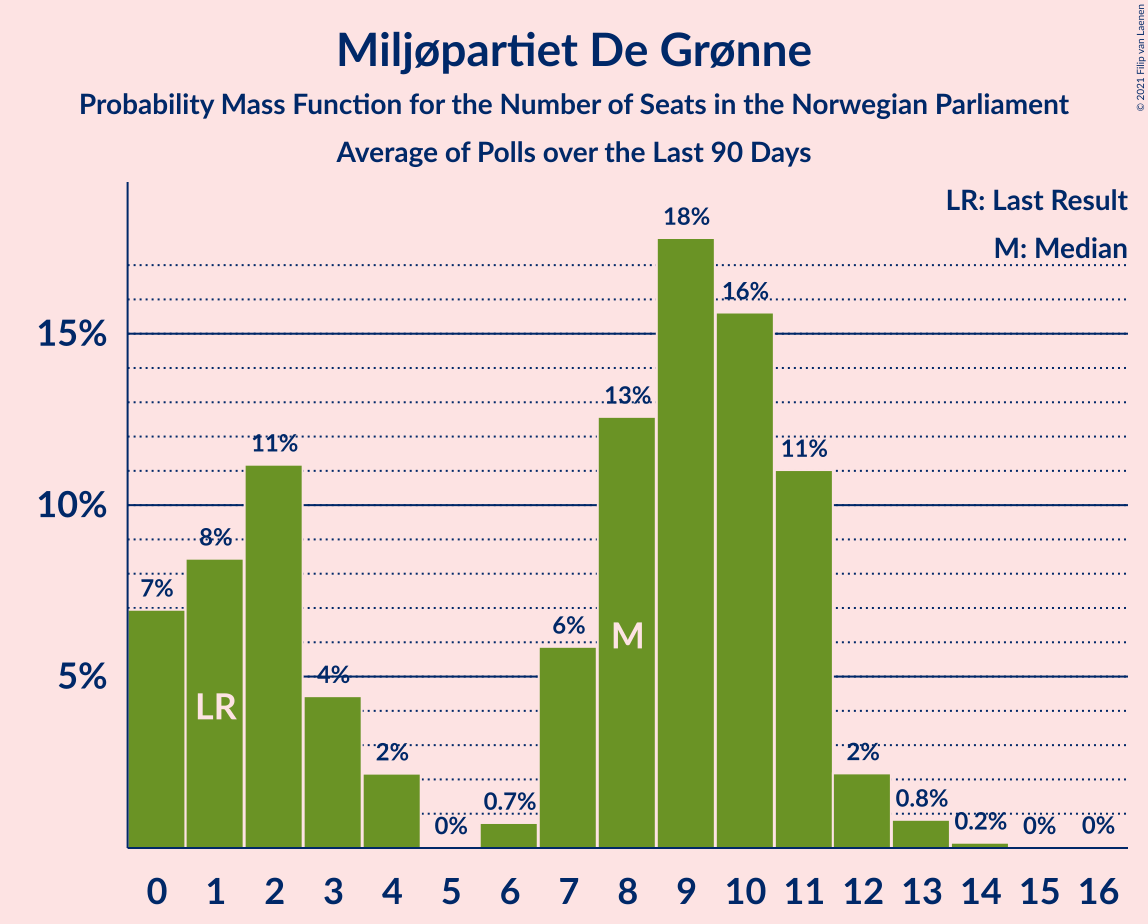 Miljøpartiet De Grønne
Probability Mass Function for the Number of Seats in the Norwegian Parliament
Average of Polls over the Last 90 Days
© 2021 Filip van Laenen
LR: Last Result
M: Median
15%
10%
5%
7%
8%
11%
4%
2%
0%
0.7%
6%
13%
18%
16%
11%
2%
0.8%
0.2%
0%
0%
LR
M
0 1 2 3 4 5 6 7 8 9 10 11 12 13 14 15 16